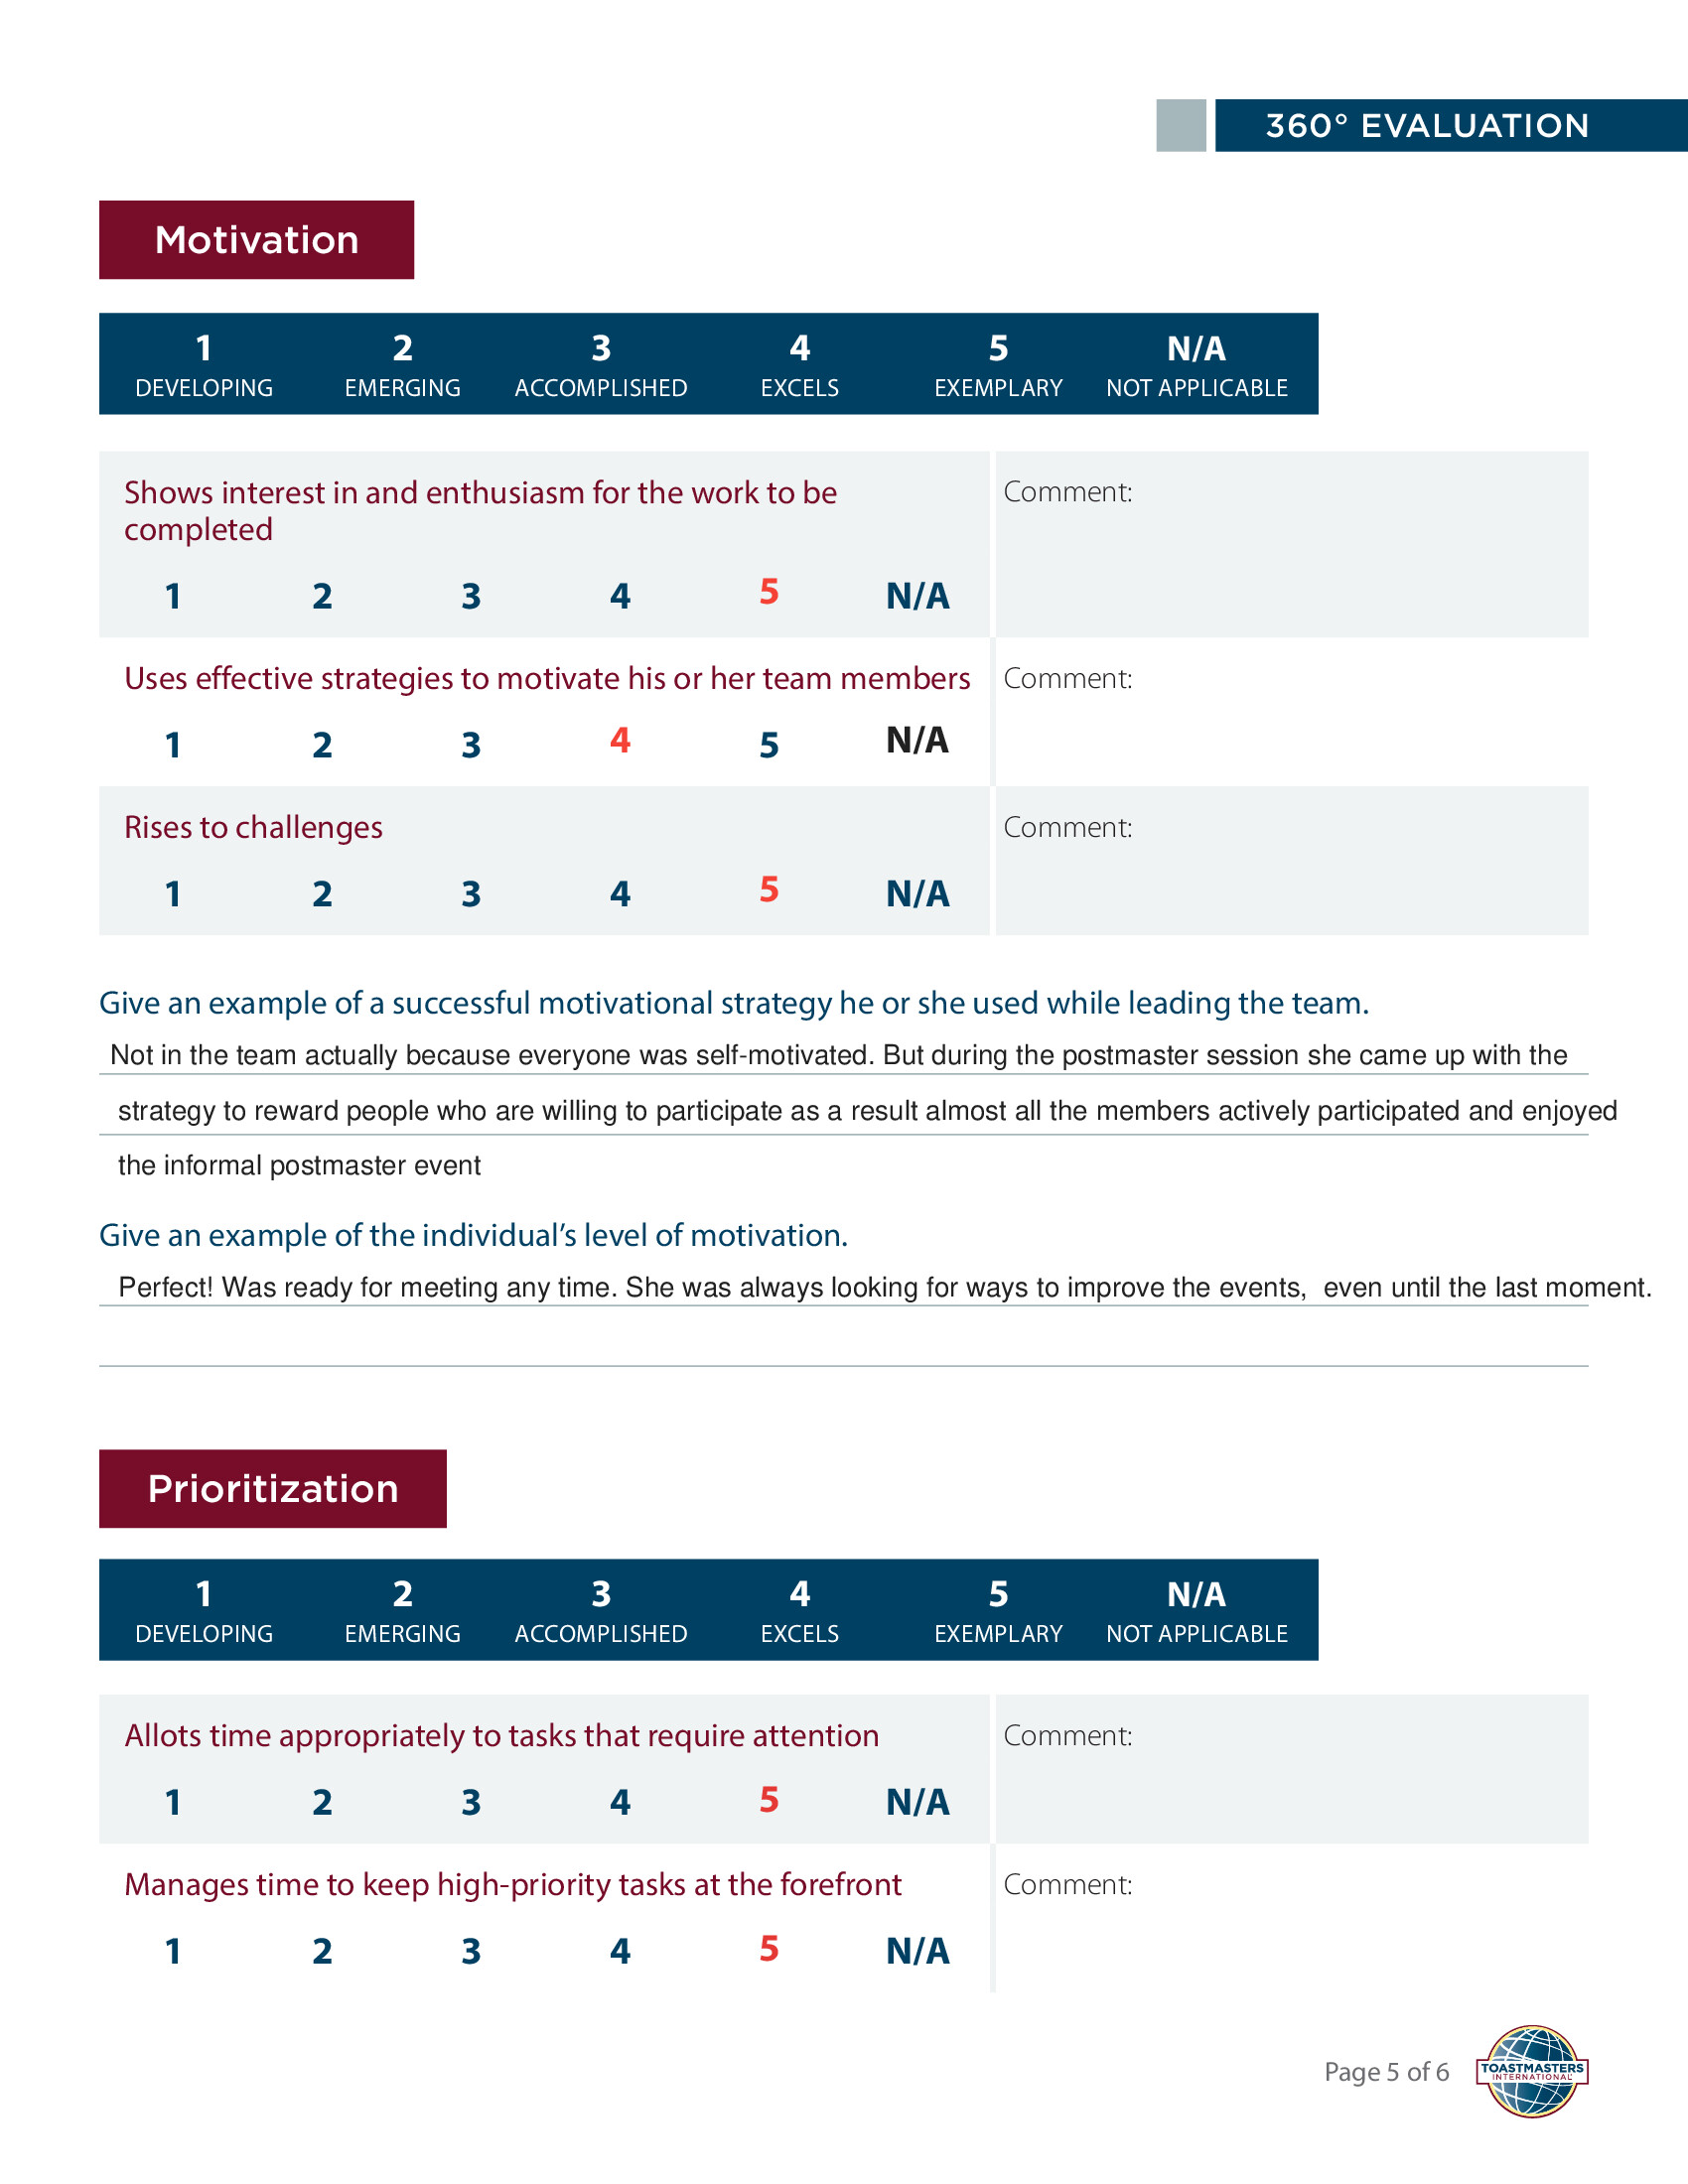 360° EVALUATION
Motivation
1 2 3 4 5 N/A
DEVELOPING EMERGING ACCOMPLISHED EXCELS EXEMPLARY NOT APPLICABLE
Shows interest in and enthusiasm for the work to be Comment:
completed
1 2 3 4 5 N/A
Uses effective strategies to motivate his or her team members Comment:
1 2 3 4 5 N/A
Rises to challenges Comment:
1 2 3 4 5 N/A
Give an example of a successful motivational strategy he or she used while leading the team.
Not in the team actually because everyone was self-motivated. But during the postmaster session she came up with the
strategy to reward people who are willing to participate as a result almost all the members actively participated and enjoyed
the informal postmaster event
Give an example of the individual's level of motivation.
Perfect! Was ready for meeting any time. She was always looking for ways to improve the events,  even until the last moment.
Prioritization
1 2 3 4 5 N/A
DEVELOPING EMERGING ACCOMPLISHED EXCELS EXEMPLARY NOT APPLICABLE
Allots time appropriately to tasks that require attention Comment:
1 2 3 4 5 N/A
Manages time to keep high-priority tasks at the forefront Comment:
1 2 3 4 5 N/A
Page 5 of 6
TOASTMASTERS
INTERNATIONAL